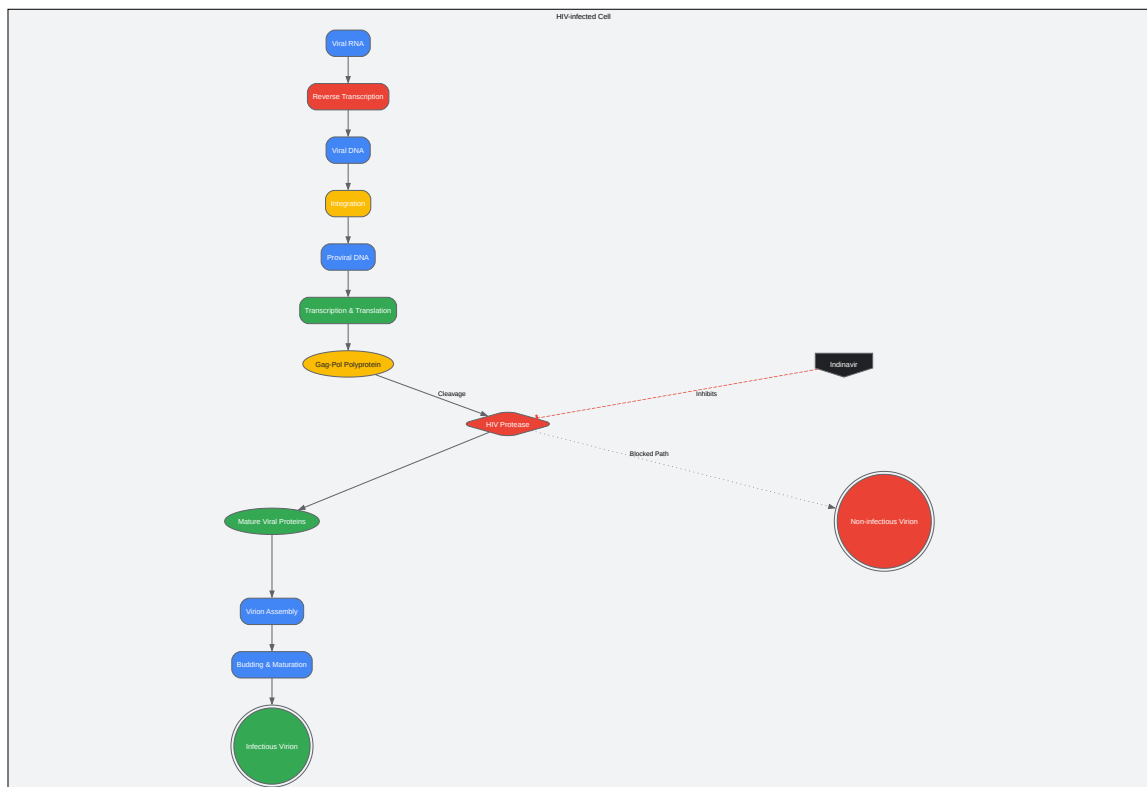 HIV-infected Cell
Viral RNA
Reverse Transcription
Viral DNA
Integration
Proviral DNA
Transcription & Translation
Gag-Pol Polyprotein
Indinavir
Cleavage
Inhibits
HIV Protease
Blocked Path
Mature Viral Proteins
Non-infectious Virion
Virion Assembly
Budding & Maturation
Infectious Virion